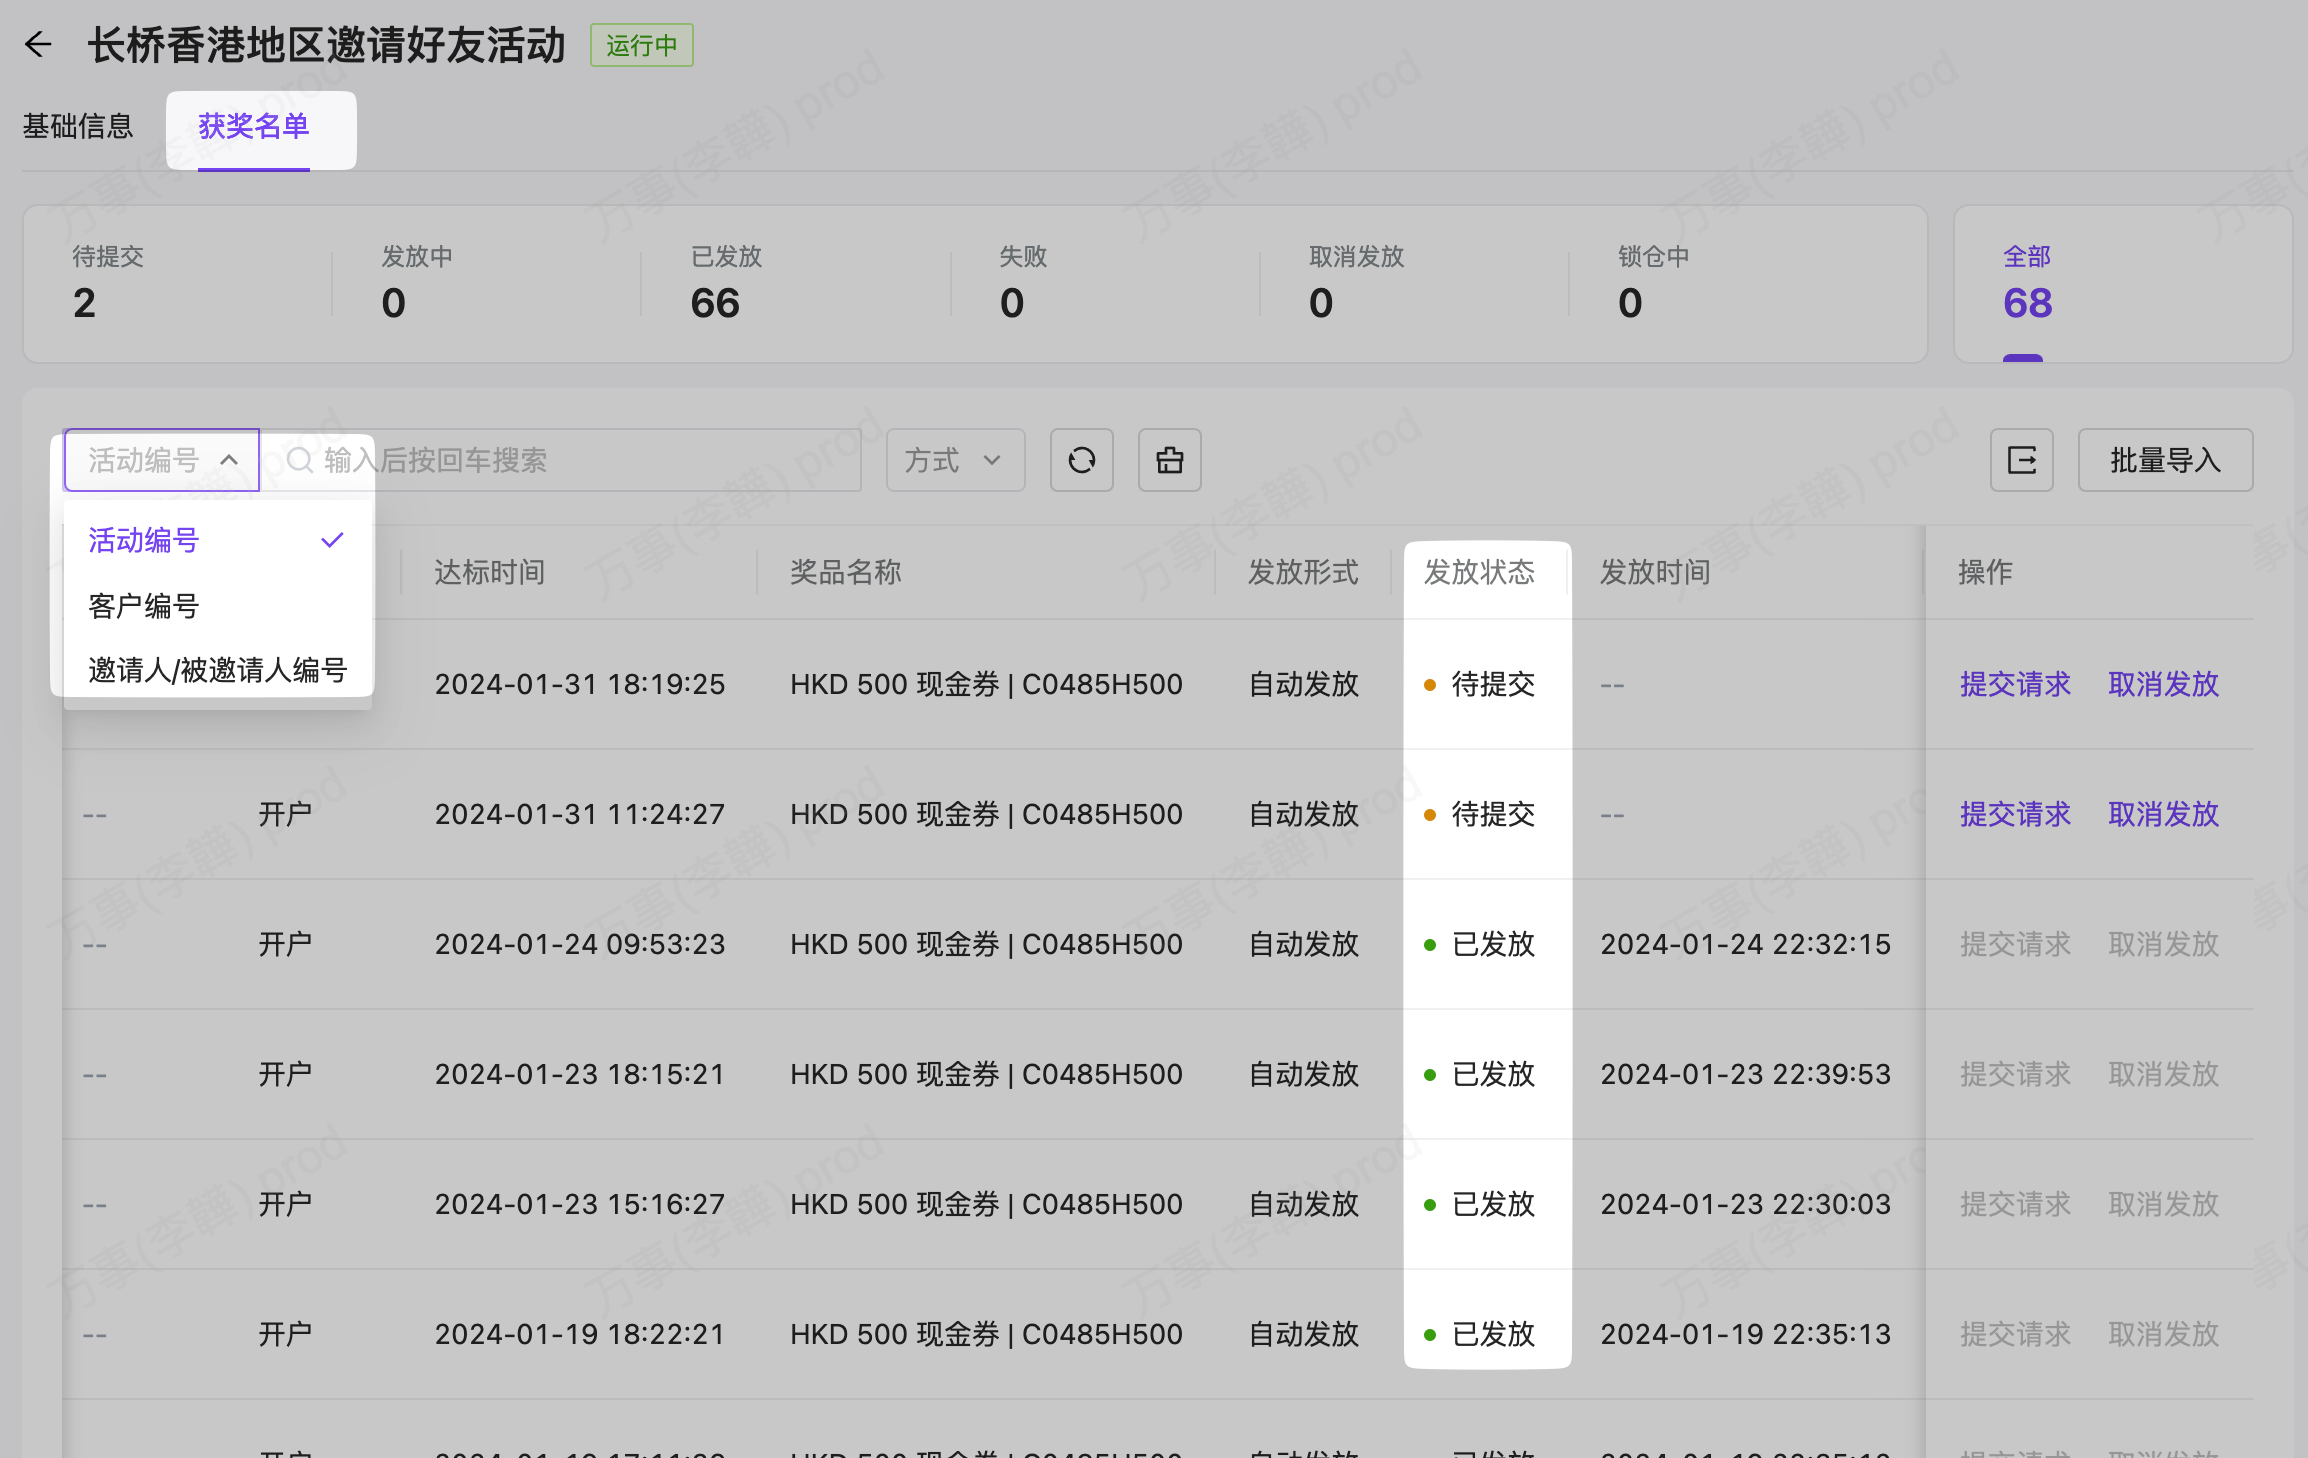 长桥香港地区邀请好友活动 运行中
基础信息 获奖名单
待提交 发放中 已发放 失败 取消发放 锁仓中 全部
2 0 66 0 0 0 68
活动编号 输入后按回车搜索 方式 批量导入
活动编号
客户编号
邀请人/被邀请人编号
达标时间 奖品名称 发放形式 发放状态 发放时间 操作
2024-01-31 18:19:25 HKD 500 现金券 | C0485H500 自动发放 待提交 -- 提交请求 取消发放
-- 开户 2024-01-31 11:24:27 HKD 500 现金券 | C0485H500 自动发放 待提交 -- 提交请求 取消发放
-- 开户 2024-01-24 09:53:23 HKD 500 现金券 | C0485H500 自动发放 已发放 2024-01-24 22:32:15 提交请求 取消发放
-- 开户 2024-01-23 18:15:21 HKD 500 现金券 | C0485H500 自动发放 已发放 2024-01-23 22:39:53 提交请求 取消发放
-- 开户 2024-01-23 15:16:27 HKD 500 现金券 | C0485H500 自动发放 已发放 2024-01-23 22:30:03 提交请求 取消发放
-- 开户 2024-01-19 18:22:21 HKD 500 现金券 | C0485H500 自动发放 已发放 2024-01-19 22:35:13 提交请求 取消发放